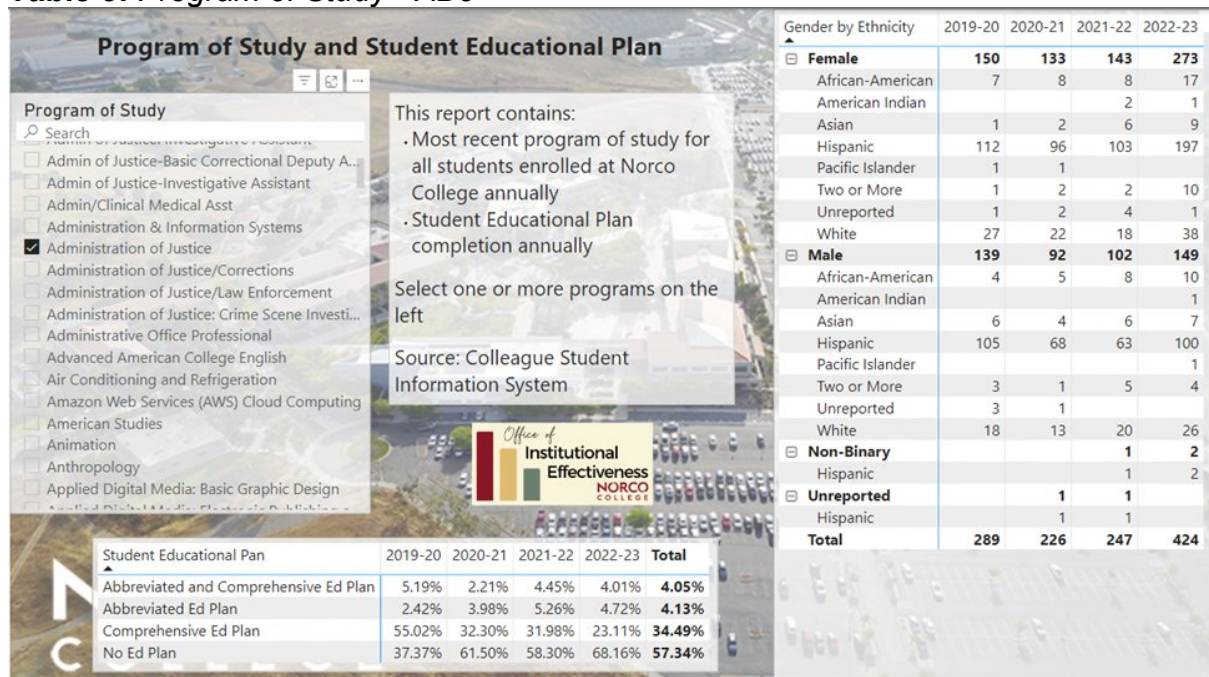 Program of Study and Student Educational Plan
Program of Study
Search
Admin of Justice: Investigative Assistant
Admin of Justice-Basic Correctional Deputy A...
Admin of Justice-Investigative Assistant
Admin/Clinical Medical Asst
Administration & Information Systems
Administration of Justice
Administration of Justice/Corrections
Administration of Justice/Law Enforcement
Administration of Justice: Crime Scene Investi...
Administrative Office Professional
Advanced American College English
Air Conditioning and Refrigeration
Amazon Web Services (AWS) Cloud Computing
American Studies
Animation
Anthropology
Applied Digital Media: Basic Graphic Design
This report contains:
· Most recent program of study for
all students enrolled at Norco
College annually
· Student Educational Plan
completion annually
Select one or more programs on the
left
Source: Colleague Student
Information System
Office of
Institutional
Effectiveness
NORCO
COLLEGE
Student Educational Pan 2019-20 2020-21 2021-22 2022-23 Total
Abbreviated and Comprehensive Ed Plan 5.19% 2.21% 4.45% 4.01% 4.05%
Abbreviated Ed Plan 2.42% 3.98% 5.26% 4.72% 4.13%
Comprehensive Ed Plan 55.02% 32.30% 31.98% 23.11% 34.49%
No Ed Plan 37.37% 61.50% 58.30% 68.16% 57.34%
Gender by Ethnicity 2019-20 2020-21 2021-22 2022-23
Female 150 133 143 273
African-American 7 8 8 17
American Indian 2 1
Asian 1 2 6 9
Hispanic 112 96 103 197
Pacific Islander 1 1
Two or More 1 2 2 10
Unreported 1 2 4 1
White 27 22 18 38
Male 139 92 102 149
African-American 4 5 8 10
American Indian 1
Asian 6 4 6 7
Hispanic 105 68 63 100
Pacific Islander 1
Two or More 3 1 5 4
Unreported 3 1
White 18 13 20 26
Non-Binary 1 2
Hispanic 1 2
Unreported 1 1
Hispanic 1 1
Total 289 226 247 424